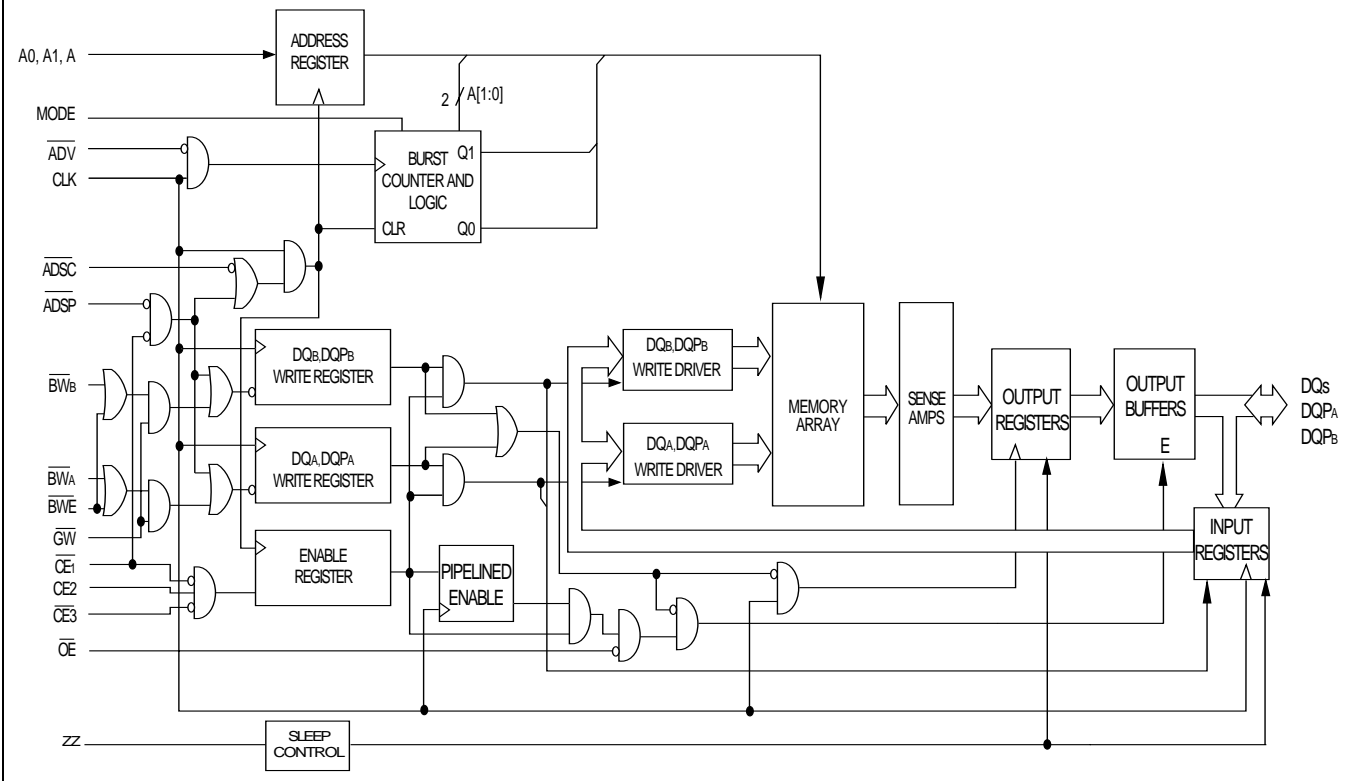 A0, A1, A
ADDRESS
REGISTER
MODE
2
A[1:0]
ADV
CLK
BURST
COUNTER AND
LOGIC
Q1
CLR
Q0
ADSC
ADSP
DQB,DQPB
WRITE REGISTER
DQB,DQPB
WRITE DRIVER
MEMORY
ARRAY
SENSE
AMPS
OUTPUT
REGISTERS
OUTPUT
BUFFERS
E
DQs
DQPA
DQPB
BWB
DQA,DQPA
WRITE REGISTER
DQA,DQPA
WRITE DRIVER
BWA
BWE
GW
CE1
CE2
CE3
ENABLE
REGISTER
PIPELINED
ENABLE
INPUT
REGISTERS
OE
ZZ
SLEEP
CONTROL